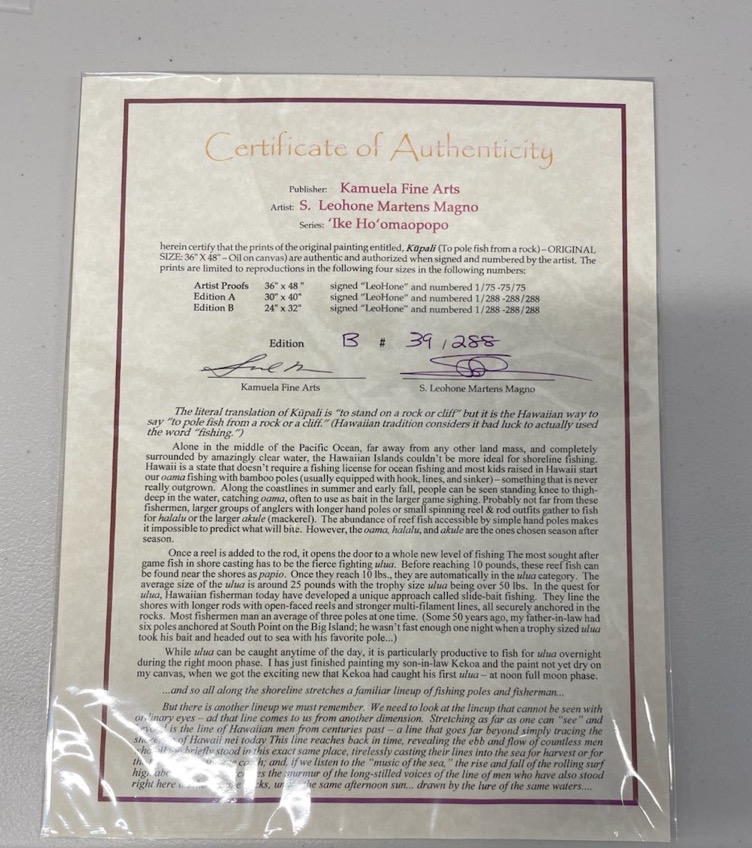 Certificate of Authenticity
Publisher: Kamuela Fine Arts
Artist: S. Leohone Martens Magno
Series: 'Ike Ho'omaopopo
herein certify that the prints of the original painting entitled, Kūpali (To pole fish from a rock) – ORIGINAL
SIZE: 36" X 48" – Oil on canvas) are authentic and authorized when signed and numbered by the artist. The
prints are limited to reproductions in the following four sizes in the following numbers:
Artist Proofs 36" x 48 " signed "LeoHone" and numbered 1/75 -75/75
Edition A 30" x 40" signed "LeoHone" and numbered 1/288 -288/288
Edition B 24" x 32" signed "LeoHone" and numbered 1/288 -288/288
Edition B # 39 / 288
Kamuela Fine Arts S. Leohone Martens Magno
The literal translation of Kūpali is "to stand on a rock or cliff" but it is the Hawaiian way to
say "to pole fish from a rock or a cliff." (Hawaiian tradition considers it bad luck to actually used
the word "fishing.")
Alone in the middle of the Pacific Ocean, far away from any other land mass, and completely
surrounded by amazingly clear water, the Hawaiian Islands couldn't be more ideal for shoreline fishing.
Hawaii is a state that doesn't require a fishing license for ocean fishing and most kids raised in Hawaii start
our oama fishing with bamboo poles (usually equipped with hook, lines, and sinker) – something that is never
really outgrown. Along the coastlines in summer and early fall, people can be seen standing knee to thigh-
deep in the water, catching oama, often to use as bait in the larger game sighing. Probably not far from these
fishermen, larger groups of anglers with longer hand poles or small spinning reel & rod outfits gather to fish
for halalu or the larger akule (mackerel). The abundance of reef fish accessible by simple hand poles makes
it impossible to predict what will bite. However, the oama, halalu, and akule are the ones chosen season after
season.
Once a reel is added to the rod, it opens the door to a whole new level of fishing The most sought after
game fish in shore casting has to be the fierce fighting ulua. Before reaching 10 pounds, these reef fish can
be found near the shores as papio. Once they reach 10 lbs., they are automatically in the ulua category. The
average size of the ulua is around 25 pounds with the trophy size ulua being over 50 lbs. In the quest for
ulua, Hawaiian fisherman today have developed a unique approach called slide-bait fishing. They line the
shores with longer rods with open-faced reels and stronger multi-filament lines, all securely anchored in the
rocks. Most fishermen man an average of three poles at one time. (Some 50 years ago, my father-in-law had
six poles anchored at South Point on the Big Island; he wasn't fast enough one night when a trophy sized ulua
took his bait and headed out to sea with his favorite pole...)
While ulua can be caught anytime of the day, it is particularly productive to fish for ulua overnight
during the right moon phase. I has just finished painting my son-in-law Kekoa and the paint not yet dry on
my canvas, when we got the exciting new that Kekoa had caught his first ulua – at noon full moon phase.
...and so all along the shoreline stretches a familiar lineup of fishing poles and fisherman...
But there is another lineup we must remember. We need to look at the lineup that cannot be seen with
ordinary eyes – ad that line comes to us from another dimension. Stretching as far as one can "see" and
is the line of Hawaiian men from centuries past – a line that goes far beyond simply tracing the
of Hawaii nei today This line reaches back in time, revealing the ebb and flow of countless men
briefly stood in this exact same place, tirelessly casting their lines into the sea for harvest or for
and, if we listen to the "music of the sea," the rise and fall of the rolling surf
the murmur of the long-stilled voices of the line of men who have also stood
right here the same afternoon sun... drawn by the lure of the same waters....